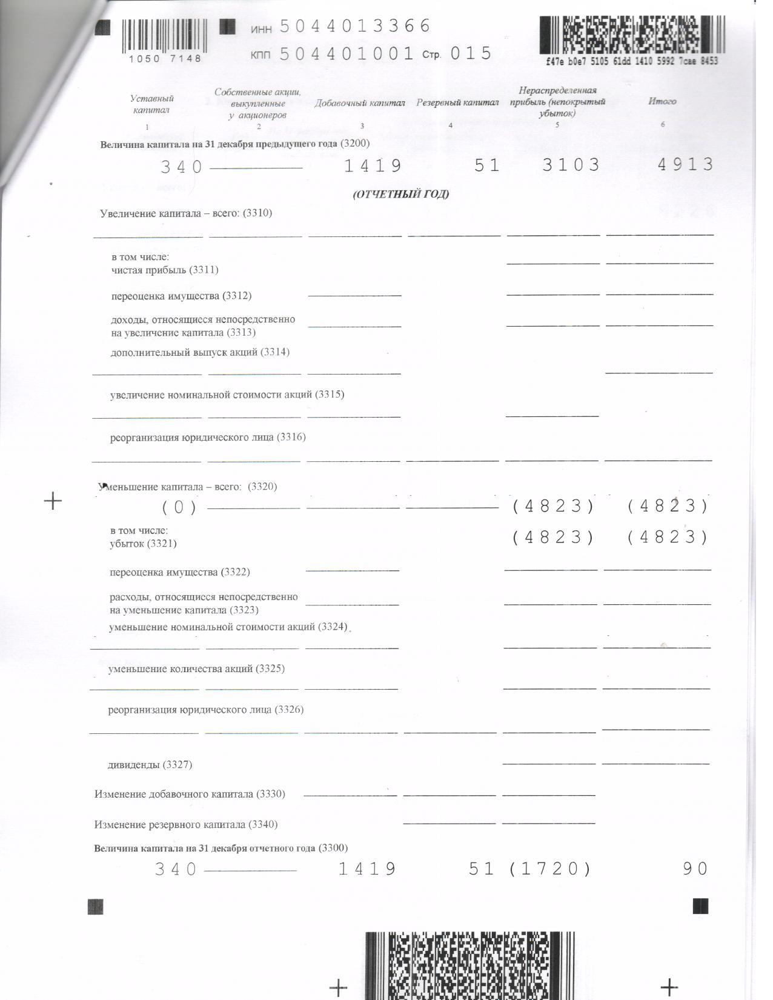 ИНН 5044013366
1050 7148
КПП 504401001 Стр. 015
f47e b0e7 5105 61dd 1410 5992 7cae 8453
Уставный капитал
Собственные акции, выкупленные у акционеров
Добавочный капитал
Резервный капитал
Нераспределенная прибыль (непокрытый убыток)
Итого
1 2 3 4 5 6
Величина капитала на 31 декабря предыдущего года (3200)
340 1419 51 3103 4913
(ОТЧЕТНЫЙ ГОД)
Увеличение капитала – всего: (3310)
в том числе:
чистая прибыль (3311)
переоценка имущества (3312)
доходы, относящиеся непосредственно
на увеличение капитала (3313)
дополнительный выпуск акций (3314)
увеличение номинальной стоимости акций (3315)
реорганизация юридического лица (3316)
Уменьшение капитала – всего: (3320)
(0) (4823) (4823)
в том числе:
убыток (3321) (4823) (4823)
переоценка имущества (3322)
расходы, относящиеся непосредственно
на уменьшение капитала (3323)
уменьшение номинальной стоимости акций (3324)
уменьшение количества акций (3325)
реорганизация юридического лица (3326)
дивиденды (3327)
Изменение добавочного капитала (3330)
Изменение резервного капитала (3340)
Величина капитала на 31 декабря отчетного года (3300)
340 1419 51 (1720) 90